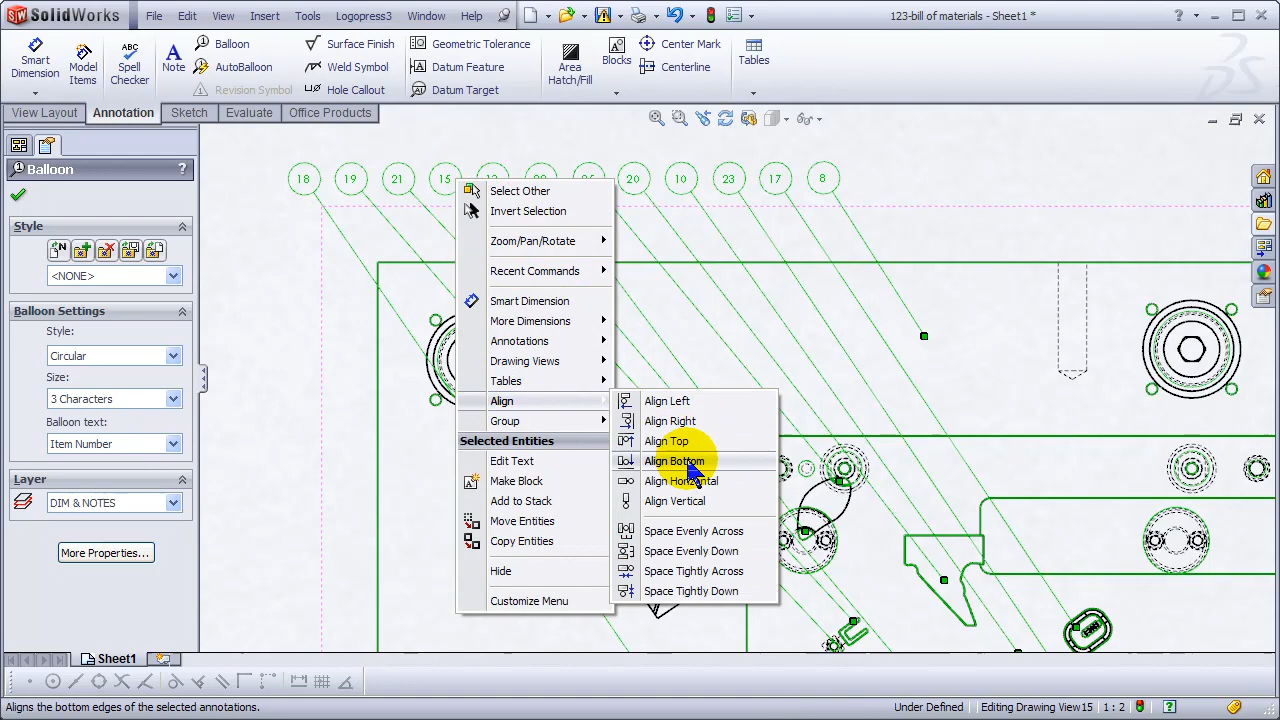 SolidWorks
File Edit View Insert Tools Logopress3 Window Help
123-bill of materials - Sheet1 *
Smart Dimension
Model Items
Spell Checker
Note
Balloon
AutoBalloon
Revision Symbol
Surface Finish
Weld Symbol
Hole Callout
Geometric Tolerance
Datum Feature
Datum Target
Area Hatch/Fill
Blocks
Center Mark
Centerline
Tables
View Layout Annotation Sketch Evaluate Office Products
Balloon ?
Style
<NONE>
Balloon Settings
Style:
Circular
Size:
3 Characters
Balloon text:
Item Number
Layer
DIM & NOTES
More Properties...
18 19 21 15 20 10 23 17 8
Select Other
Invert Selection
Zoom/Pan/Rotate
Recent Commands
Smart Dimension
More Dimensions
Annotations
Drawing Views
Tables
Align
Group
Selected Entities
Edit Text
Make Block
Add to Stack
Move Entities
Copy Entities
Hide
Customize Menu
Align Left
Align Right
Align Top
Align Bottom
Align Horizontal
Align Vertical
Space Evenly Across
Space Evenly Down
Space Tightly Across
Space Tightly Down
Sheet1
Aligns the bottom edges of the selected annotations.
Under Defined
Editing Drawing View15
1 : 2